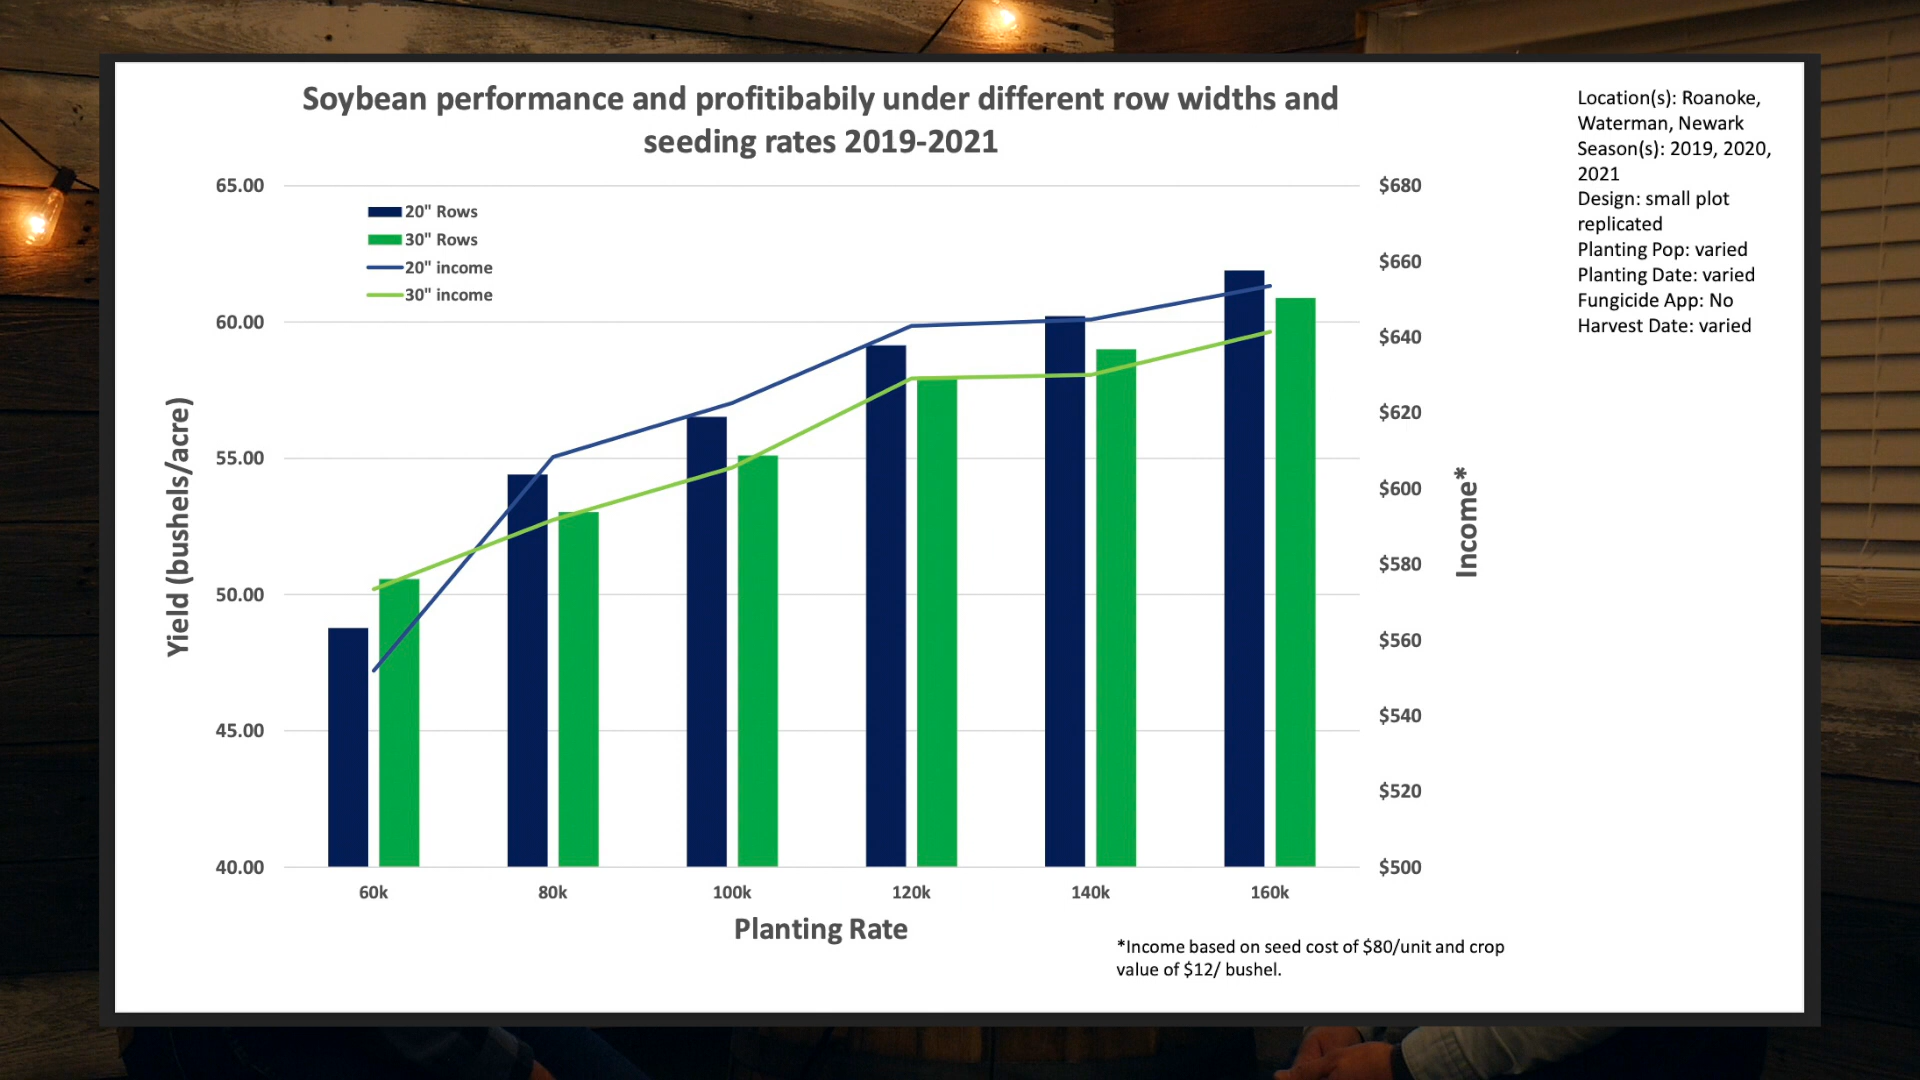 Soybean performance and profitibabily under different row widths and
seeding rates 2019-2021
Location(s): Roanoke,
Waterman, Newark
Season(s): 2019, 2020,
2021
Design: small plot
replicated
Planting Pop: varied
Planting Date: varied
Fungicide App: No
Harvest Date: varied
20" Rows
30" Rows
20" income
30" income
Yield (bushels/acre)
65.00
60.00
55.00
50.00
45.00
40.00
$680
$660
$640
$620
$600
$580
$560
$540
$520
$500
Income*
60k
80k
100k
120k
140k
160k
Planting Rate
*Income based on seed cost of $80/unit and crop
value of $12/ bushel.